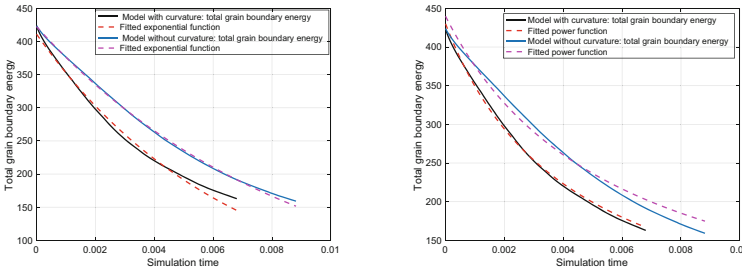 450
400
350
300
250
200
150
100
0
0.002
0.004
0.006
0.008
0.01
Simulation time
Total grain boundary energy
Model with curvature: total grain boundary energy
Fitted exponential function
Model without curvature: total grain boundary energy
Fitted exponential function
450
400
350
300
250
200
150
0
0.002
0.004
0.006
0.008
0.01
Simulation time
Total grain boundary energy
Model with curvature: total grain boundary energy
Fitted power function
Model without curvature: total grain boundary energy
Fitted power function